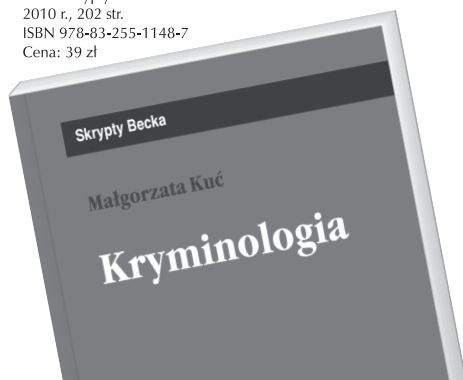 2010 r., 202 str.
ISBN 978-83-255-1148-7
Cena: 39 zł
Skrypty Becka
Małgorzata Kuć
Kryminologia